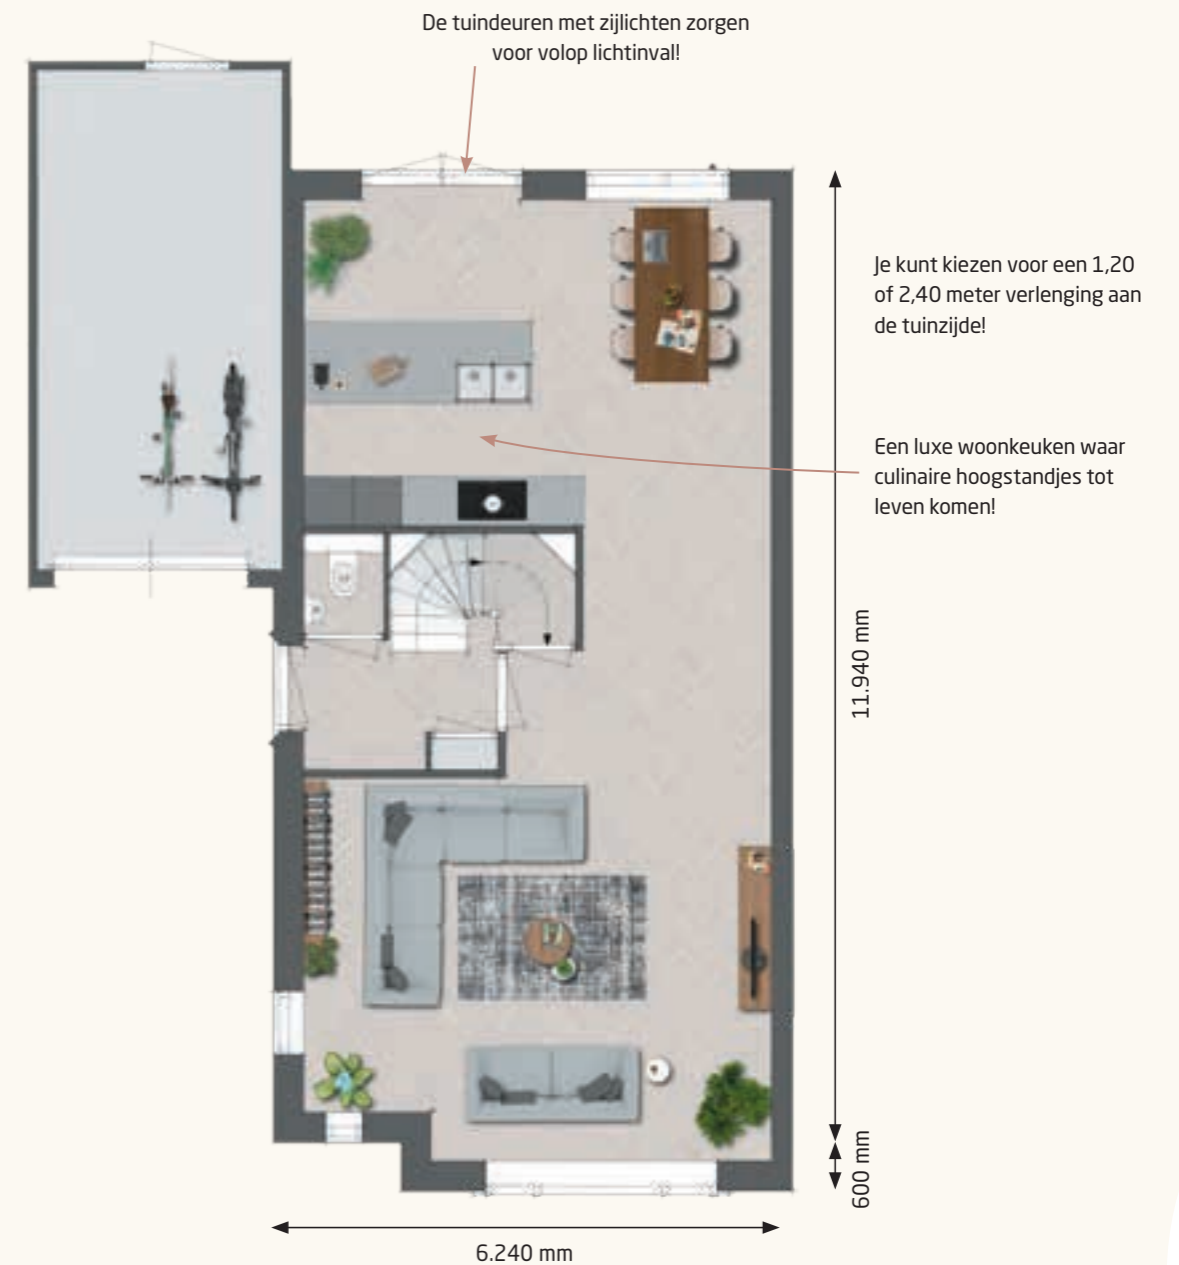 De tuindeuren met zijlichten zorgen
voor volop lichtinval!
Je kunt kiezen voor een 1,20
of 2,40 meter verlenging aan
de tuinzijde!
Een luxe woonkeuken waar
culinaire hoogstandjes tot
leven komen!
11.940 mm
600 mm
6.240 mm